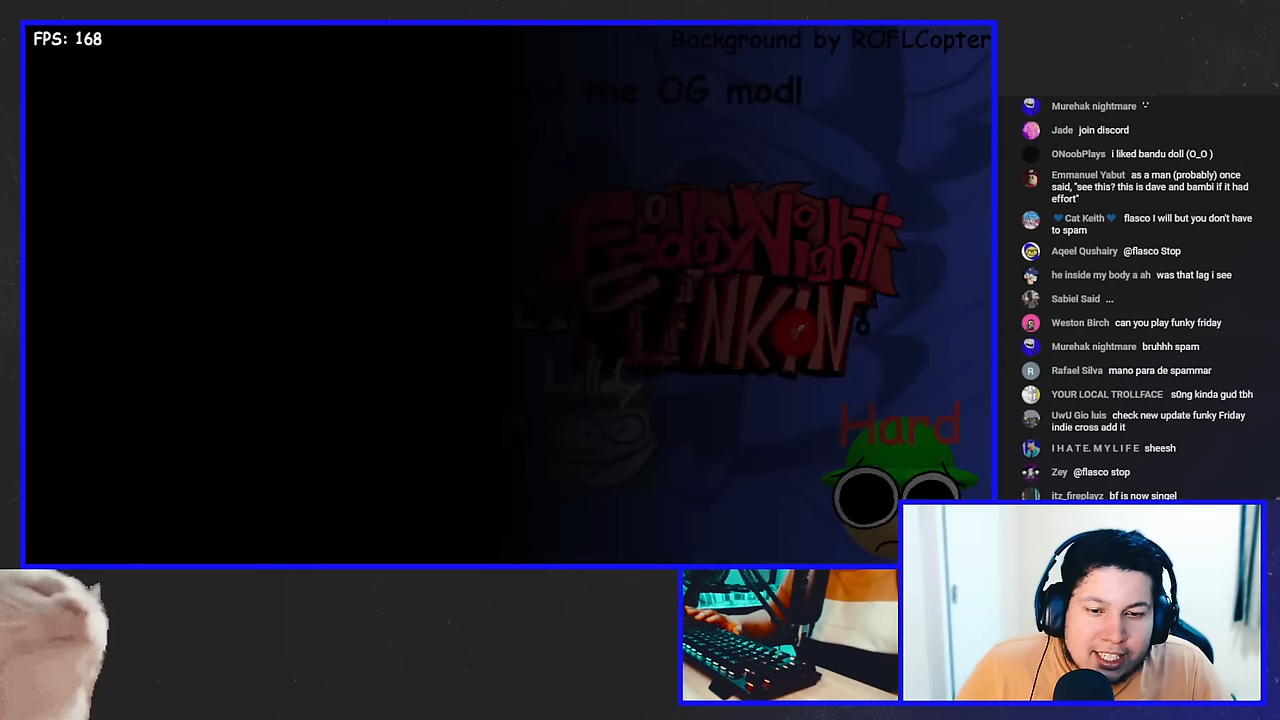 FPS: 168
Background by ROFLCopter
the OG mod!
Friday Night
Funkin
Hard
Murehak nightmare
Jade join discord
ONoobPlays i liked bandu doll (O_O )
Emmanuel Yabut as a man (probably) once
said, "see this? this is dave and bambi if it had
effort"
💙Cat Keith💙 flasco I will but you don't have
to spam
Aqeel Qushairy @flasco Stop
he inside my body a ah was that lag i see
Sabiel Said ...
Weston Birch can you play funky friday
Murehak nightmare bruhhh spam
Rafael Silva mano para de spammar
R
YOUR LOCAL TROLLFACE s0ng kinda gud tbh
UwU Gio luis check new update funky Friday
indie cross add it
I H A T E. M Y L I F E sheesh
Zey @flasco stop
itz_fireplayz bf is now singel